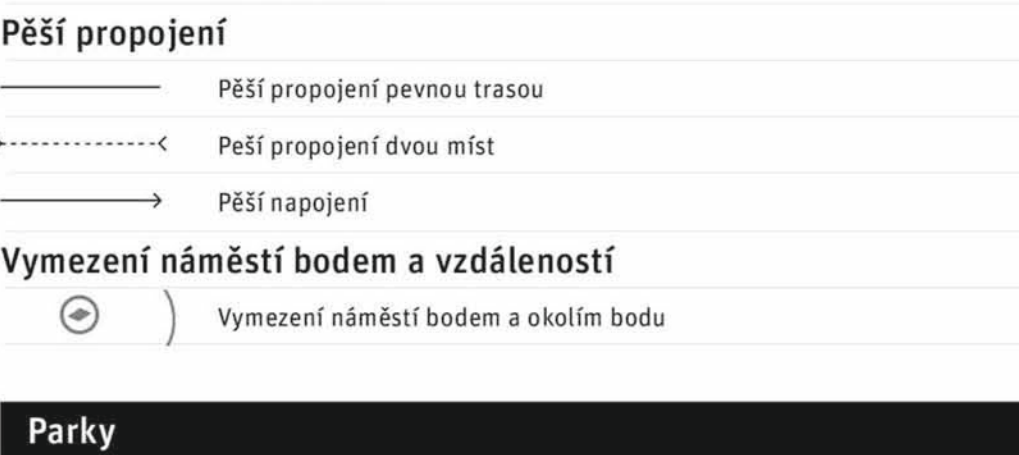 Pěší propojení
Pěší propojení pevnou trasou
Peší propojení dvou míst
Pěší napojení
Vymezení náměstí bodem a vzdáleností
Vymezení náměstí bodem a okolím bodu
Parky